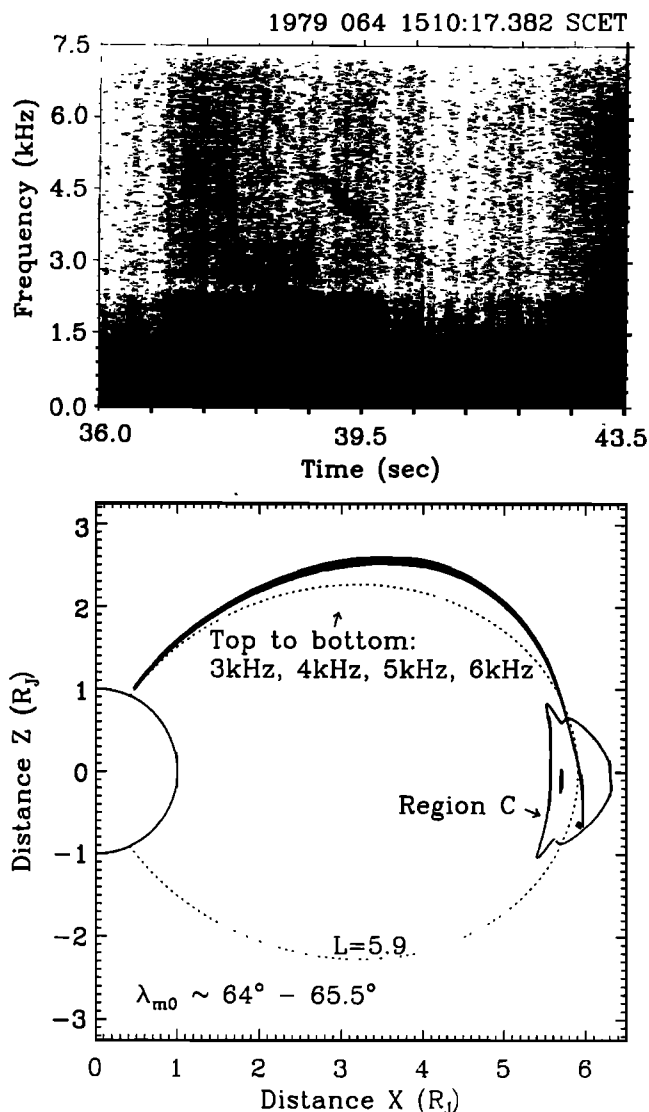 1979 064 1510:17.382 SCET
7.5
6.0
4.5
3.0
1.5
0.0
Frequency (kHz)
36.0 39.5 43.5
Time (sec)
3
2
1
0
-1
-2
-3
Distance Z (R_J)
↑
Top to bottom:
3kHz, 4kHz, 5kHz, 6kHz
Region C →
L=5.9
λ_m0 ~ 64° - 65.5°
0 1 2 3 4 5 6
Distance X (R_J)